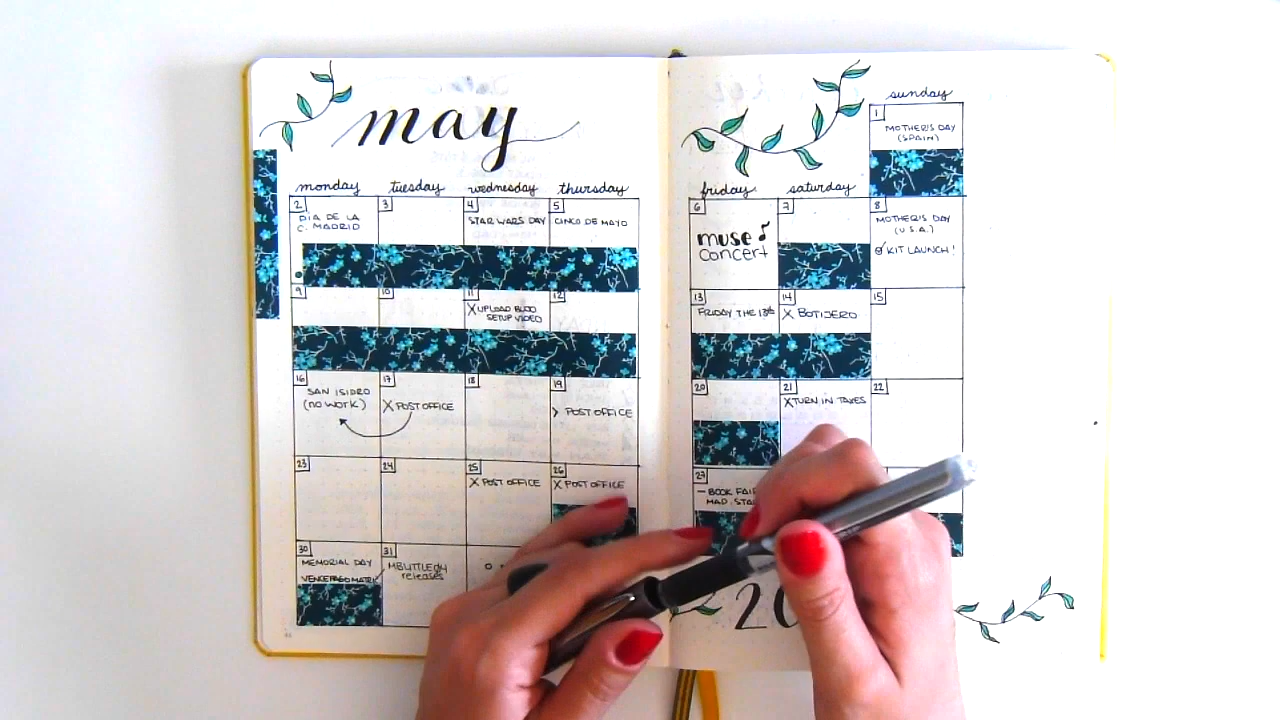 may
sunday
1
MOTHER'S DAY
(SPAIN)
monday tuesday wednesday thursday friday saturday
2 3 4 5 6 7 8
DIA DE LA
C. MADRID
STAR WARS DAY
CINCO DE MAYO
muse
concert
MOTHER'S DAY
(U.S.A.)
KIT LAUNCH!
9 10 11 12 13 14 15
X UPLOAD BUJO
SETUP VIDEO
FRIDAY THE 13th
X BOTIJERO
16 17 18 19 20 21 22
SAN ISIDRO
(NO WORK)
X POST OFFICE
> POST OFFICE
X TURN IN TAXES
23 24 25 26 27
X POST OFFICE
X POST OFFICE
- BOOK FAIR
MAD.
30 31
MEMORIAL DAY
releases
20